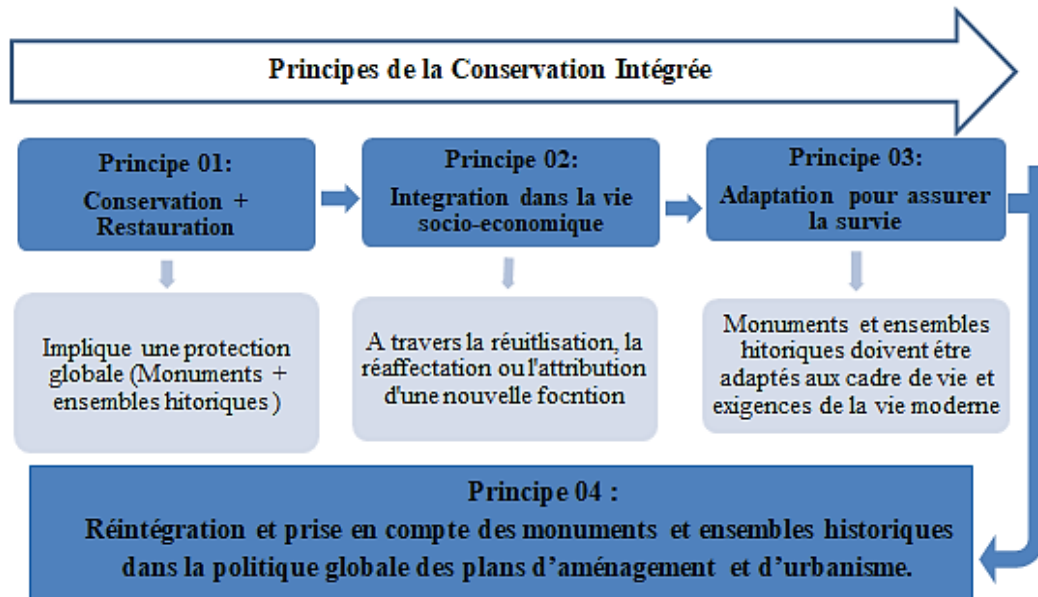 Principes de la Conservation Intégrée
Principe 01:
Conservation +
Restauration
Principe 02:
Integration dans la vie
socio-economique
Principe 03:
Adaptation pour assurer
la survie
Implique une protection
globale (Monuments +
ensembles hitoriques )
A travers la réuitlisation, la
réaffectation ou l'attribution
d'une nouvelle focntion
Monuments et ensembles
hitoriques doivent étre
adaptés aux cadre de vie et
exigences de la vie moderne
Principe 04 :
Réintégration et prise en compte des monuments et ensembles historiques
dans la politique globale des plans d’aménagement et d’urbanisme.